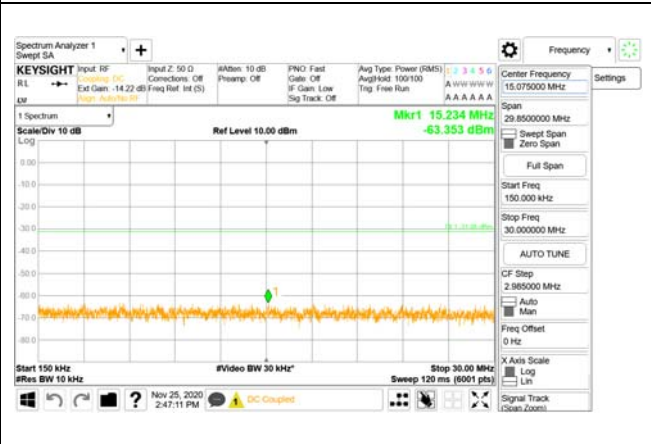 Spectrum Analyzer 1
Swept SA
+
Frequency
KEYSIGHT
RL
Input: RF
Coupling: DC
Ext Gain: -14.22 dB
Align: Auto/No RF
Input Z: 50 Ω
Corrections: Off
Freq Ref: Int (S)
#Atten: 10 dB
Preamp: Off
PNO: Fast
Gate: Off
IF Gain: Low
Sig Track: Off
Avg Type: Power (RMS)
Avg|Hold: 100/100
Trig: Free Run
1 2 3 4 5 6
A W W W W W
A A A A A A
Center Frequency
15.075000 MHz
Settings
Span
29.8500000 MHz
Swept Span
Zero Span
Full Span
Start Freq
150.000 kHz
Stop Freq
30.000000 MHz
AUTO TUNE
CF Step
2.985000 MHz
Auto
Man
Freq Offset
0 Hz
X Axis Scale
Log
Lin
Signal Track
(Span Zoom)
1 Spectrum
Scale/Div 10 dB
Log
Ref Level 10.00 dBm
Mkr1 15.234 MHz
-63.353 dBm
0.00
-10.0
-20.0
-30.0
-40.0
-50.0
-60.0
-70.0
-80.0
1
Start 150 kHz
#Res BW 10 kHz
#Video BW 30 kHz*
Stop 30.00 MHz
Sweep 120 ms (6001 pts)
?
Nov 25, 2020
2:47:11 PM
1
DC Coupled